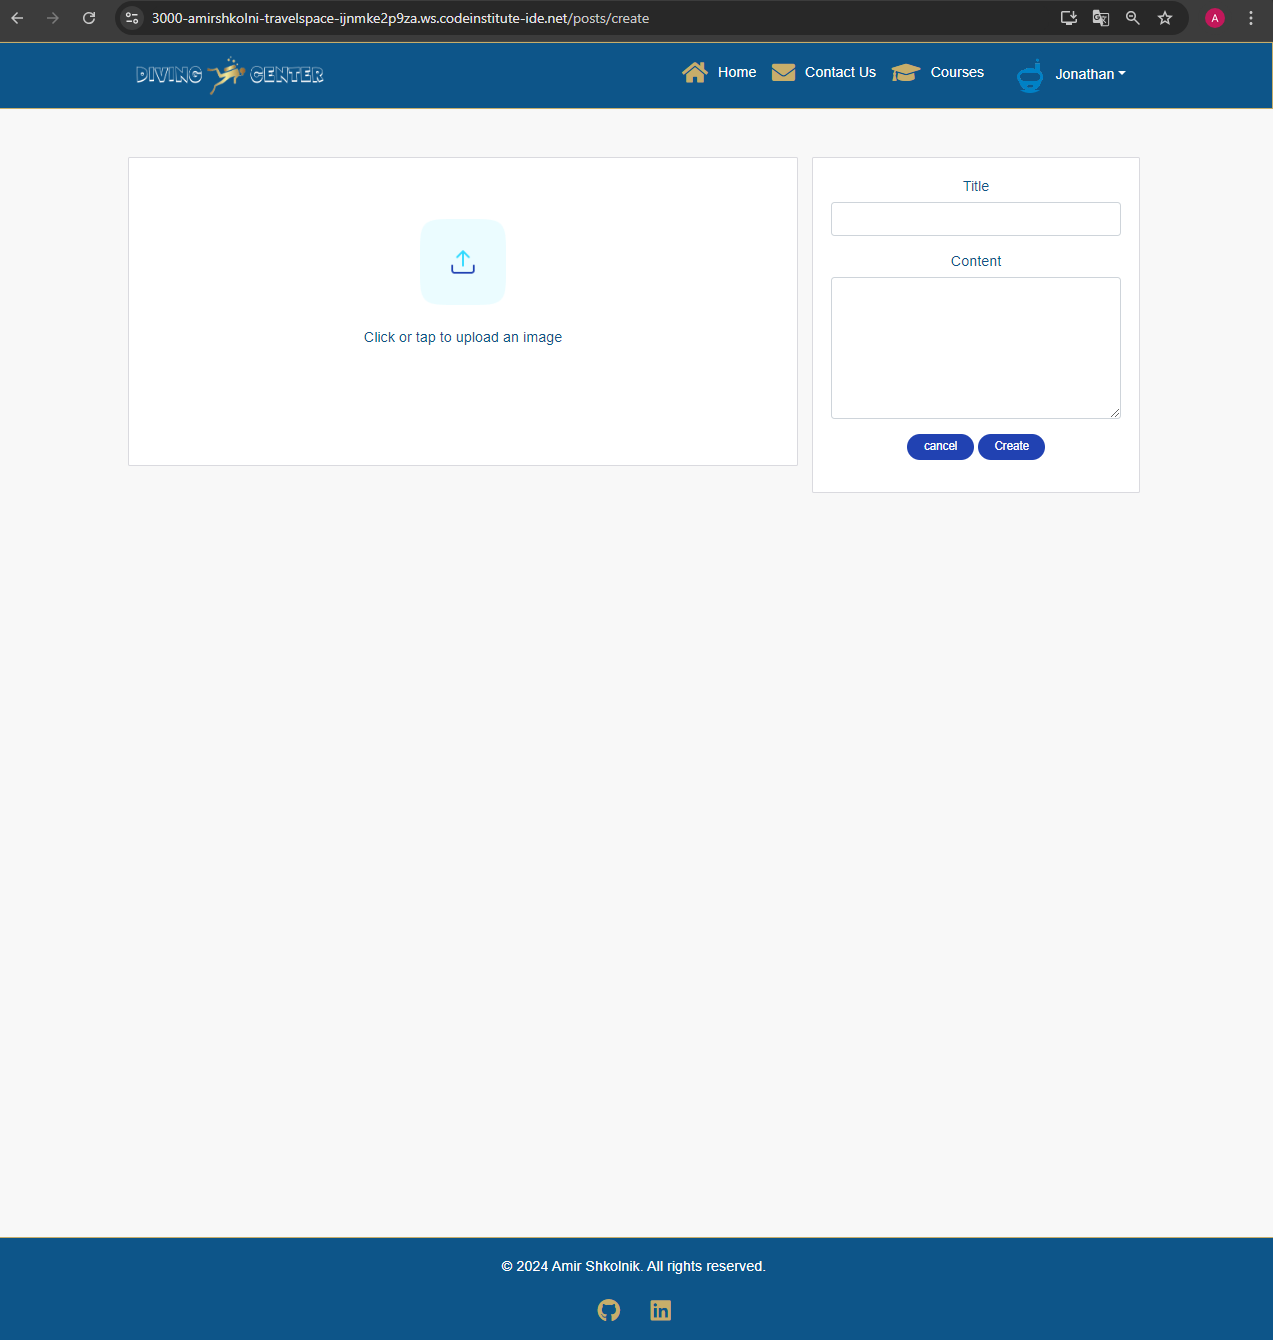 3000-amirshkolni-travelspace-ijnmke2p9za.ws.codeinstitute-ide.net/posts/create
A
DIVING CENTER
Home
Contact Us
Courses
Jonathan
Click or tap to upload an image
Title
Content
cancel
Create
© 2024 Amir Shkolnik. All rights reserved.
in